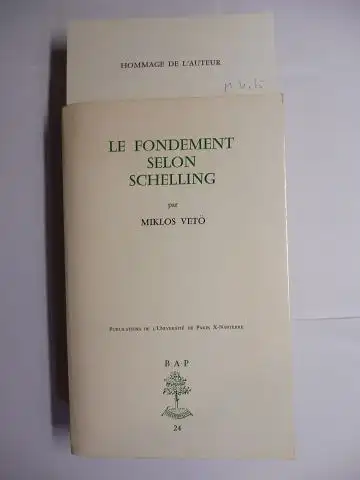 HOMMAGE DE L'AUTEUR
LE FONDEMENT
SELON
SCHELLING
par
MIKLOS VETÖ
PUBLICATIONS DE L'UNIVERSITÉ DE PARIS X-NANTERRE
BAP
24